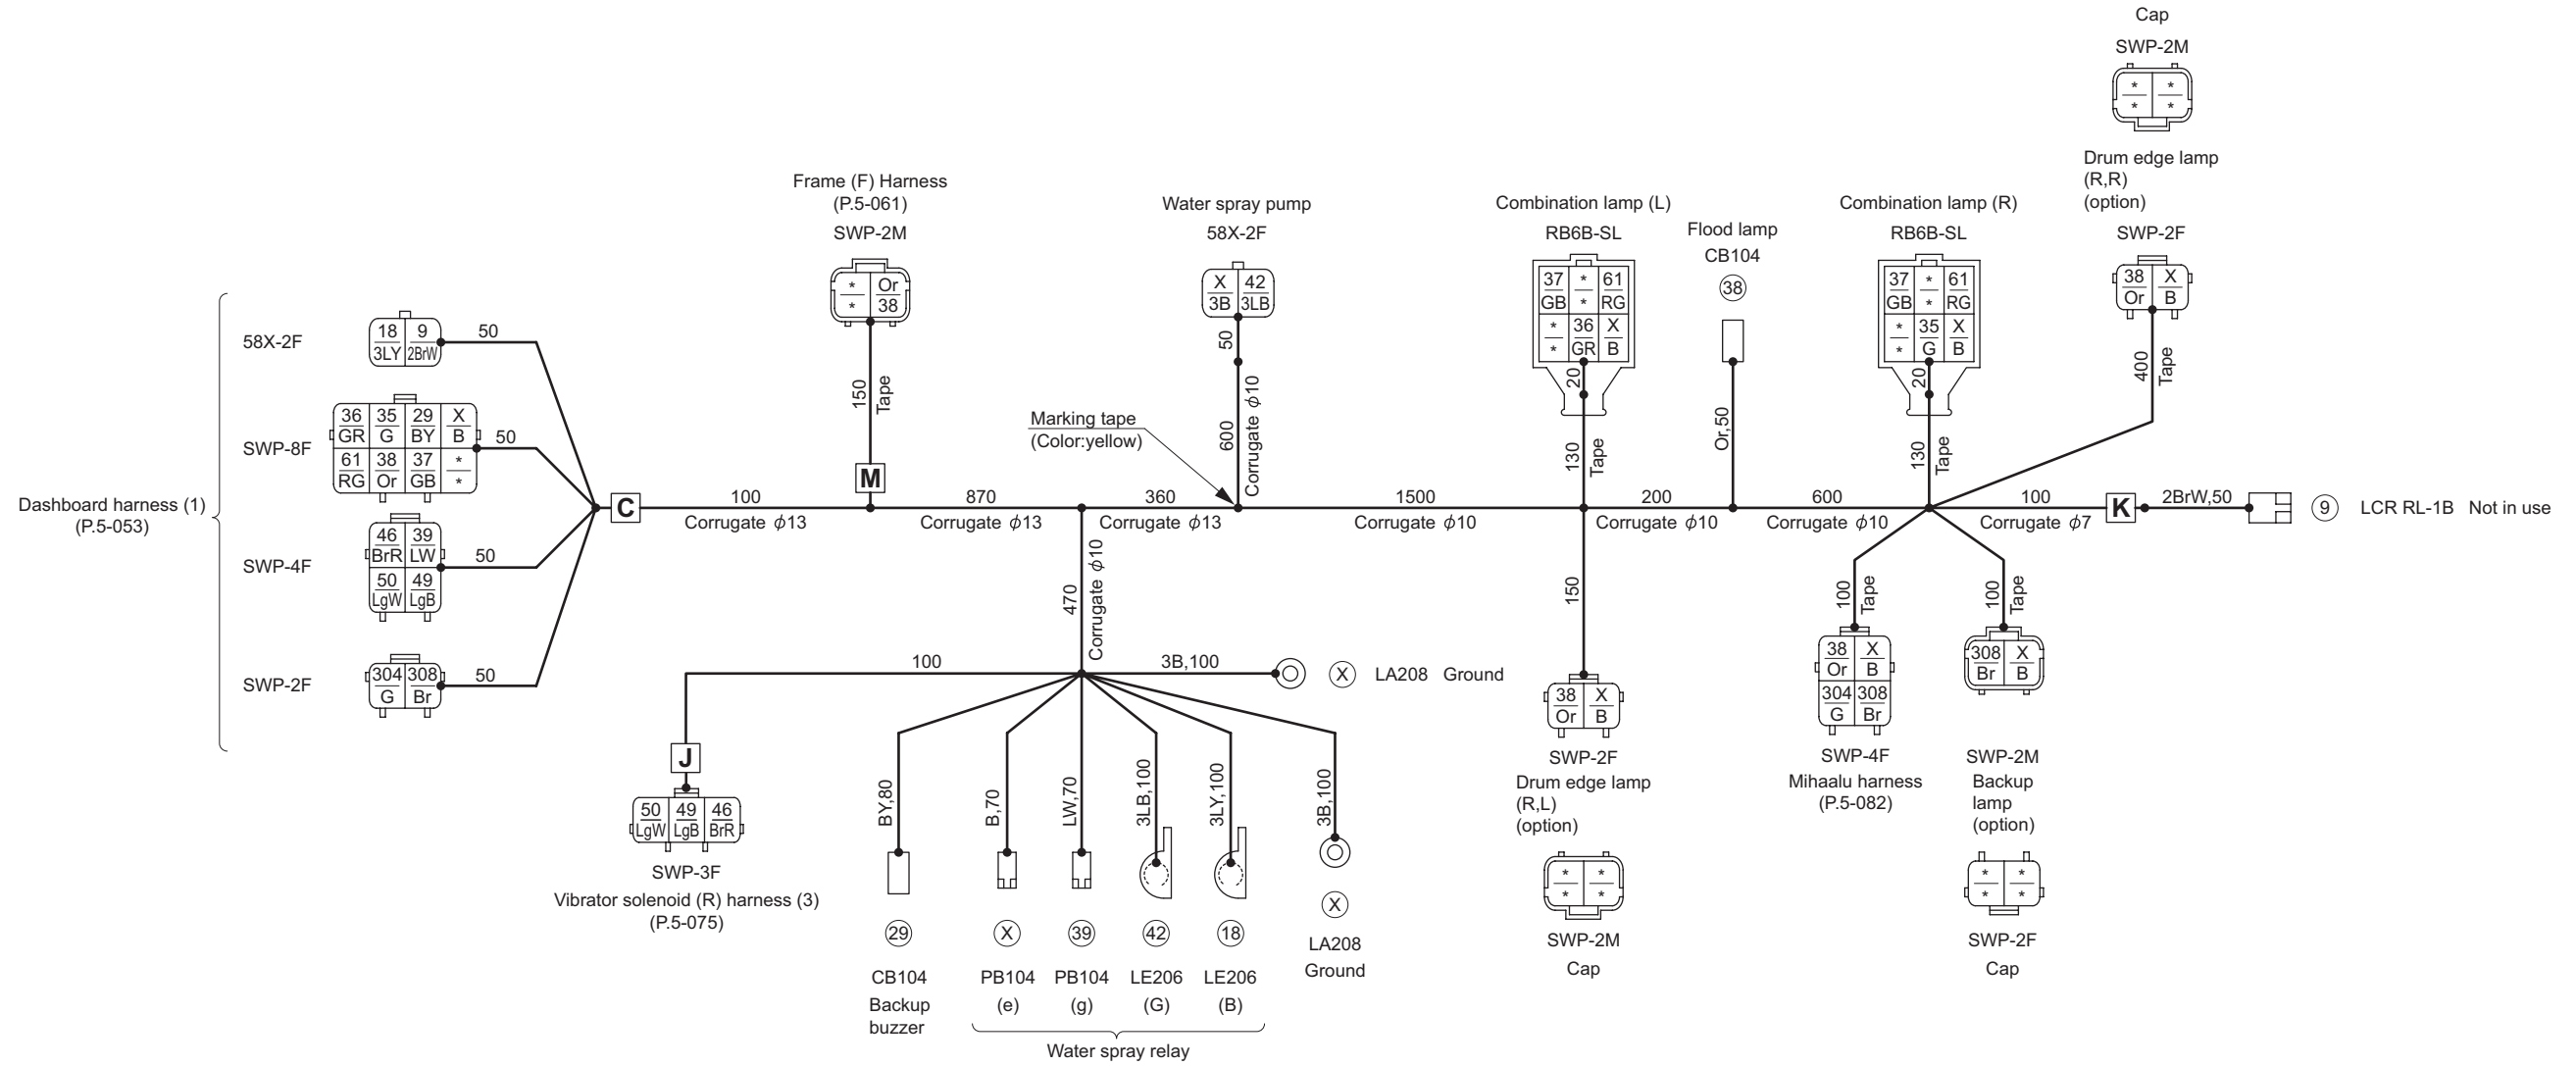 Cap
SWP-2M
* *
* *
Drum edge lamp
(R,R)
(option)
SWP-2F
38 X
Or B
400
Tape
Frame (F) Harness
(P.5-061)
SWP-2M
* Or
* 38
150
Tape
M
Water spray pump
58X-2F
X 42
3B 3LB
50
600
Corrugate φ10
Marking tape
(Color:yellow)
Combination lamp (L)
RB6B-SL
37 * 61
GB * RG
* 36 X
* GR B
20
130
Tape
Flood lamp
CB104
38
Or,50
Combination lamp (R)
RB6B-SL
37 * 61
GB * RG
* 35 X
* G B
20
130
Tape
Dashboard harness (1)
(P.5-053)
58X-2F
18 9
3LY 2BrW
50
SWP-8F
36 35 29 X
GR G BY B
61 38 37 *
RG Or GB *
50
SWP-4F
46 39
BrR LW
50 49
LgW LgB
50
SWP-2F
304 308
G Br
50
C
100
Corrugate φ13
870
Corrugate φ13
360
Corrugate φ13
1500
Corrugate φ10
200
Corrugate φ10
600
Corrugate φ10
100
Corrugate φ7
K
2BrW,50
9
LCR RL-1B Not in use
470
Corrugate φ10
100
3B,100
X
LA208 Ground
J
50 49 46
LgW LgB BrR
SWP-3F
Vibrator solenoid (R) harness (3)
(P.5-075)
BY,80
29
CB104
Backup
buzzer
B,70
X
PB104
(e)
LW,70
39
PB104
(g)
3LB,100
42
LE206
(G)
3LY,100
18
LE206
(B)
Water spray relay
3B,100
X
LA208
Ground
150
38 X
Or B
SWP-2F
Drum edge lamp
(R,L)
(option)
* *
* *
SWP-2M
Cap
100
Tape
38 X
Or B
304 308
G Br
SWP-4F
Mihaalu harness
(P.5-082)
100
Tape
308 X
Br B
SWP-2M
Backup
lamp
(option)
* *
* *
SWP-2F
Cap